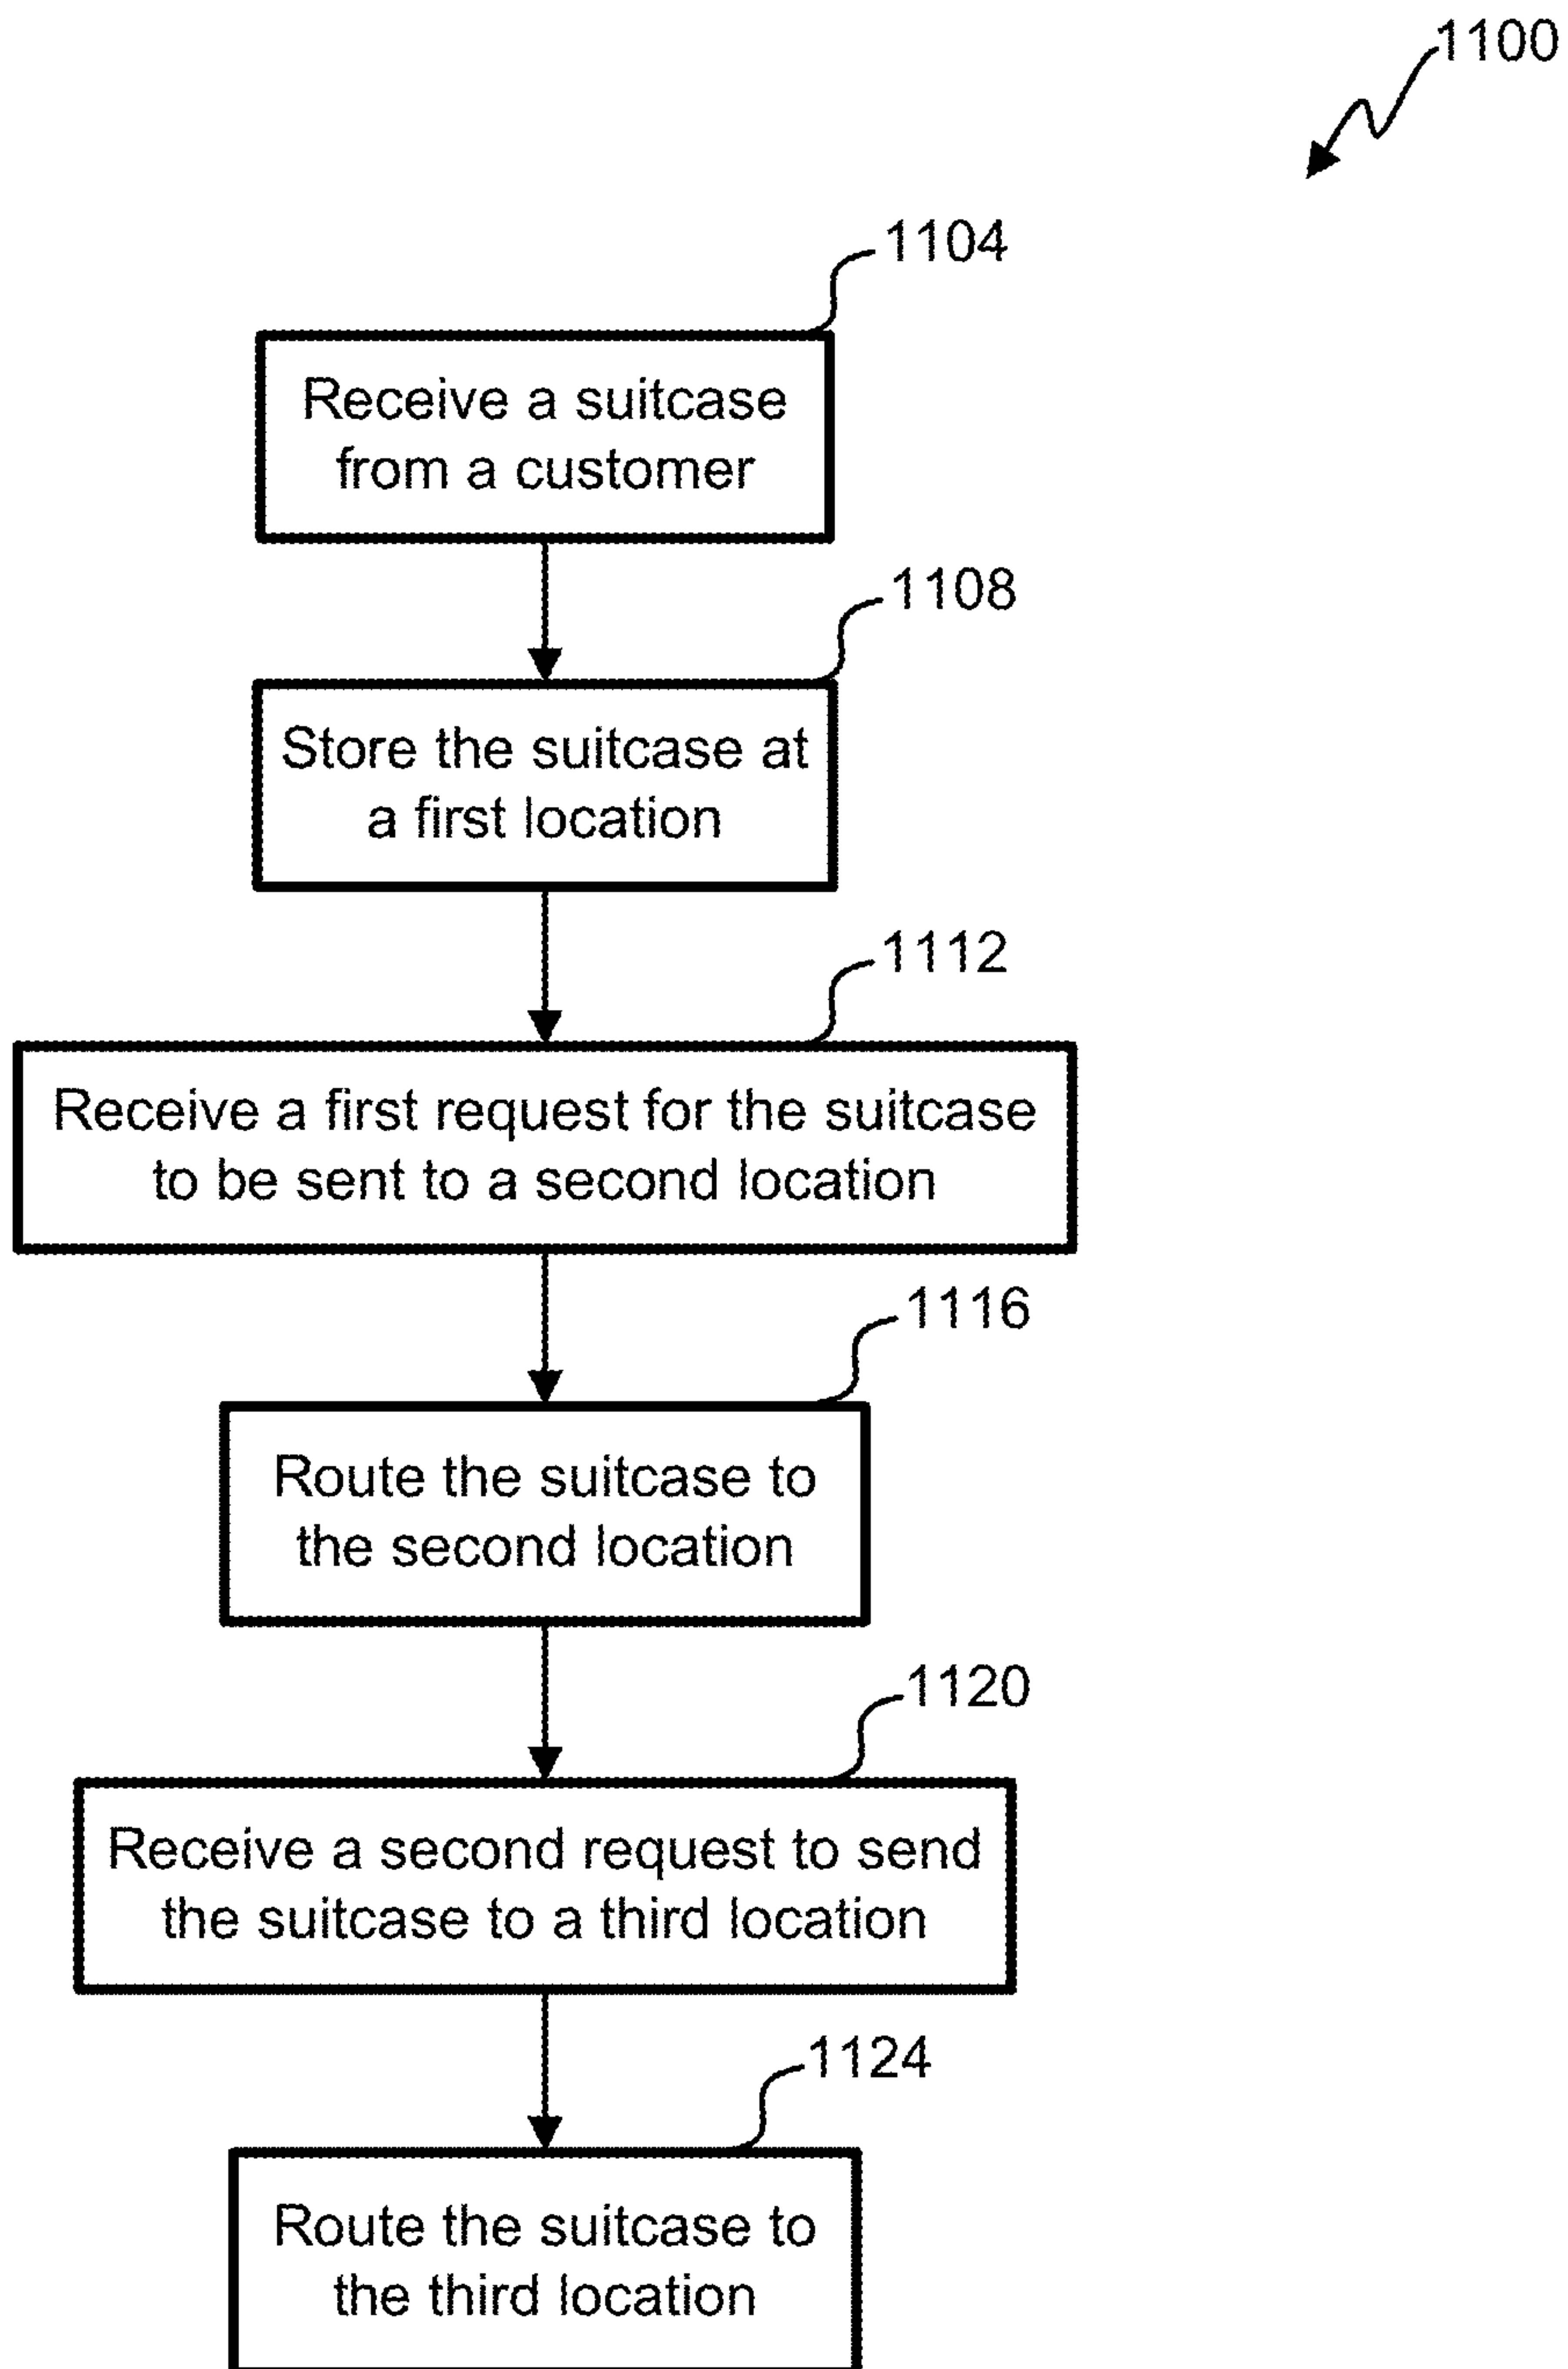 1100
1104
Receive a suitcase
from a customer
1108
Store the suitcase at
a first location
1112
Receive a first request for the suitcase
to be sent to a second location
1116
Route the suitcase to
the second location
1120
Receive a second request to send
the suitcase to a third location
1124
Route the suitcase to
the third location